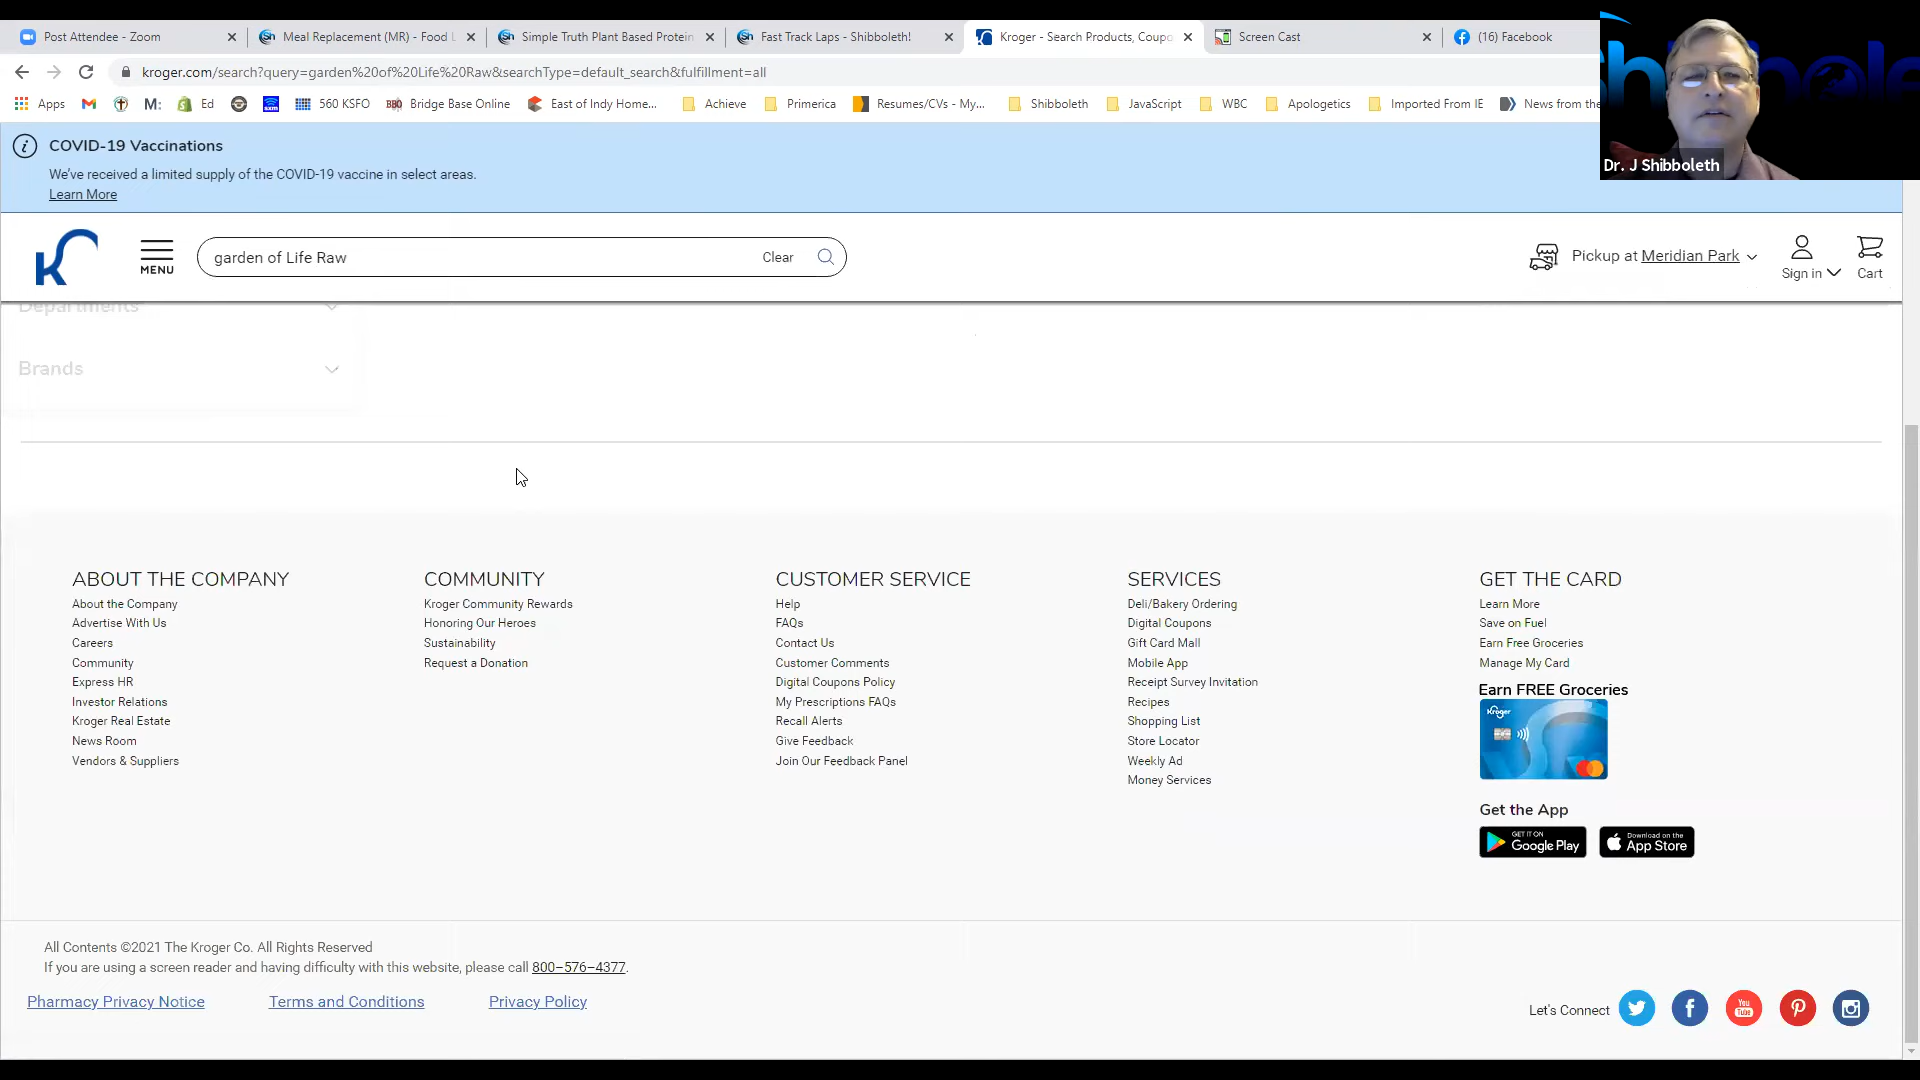 Post Attendee - Zoom
Meal Replacement (MR) - Food L
Simple Truth Plant Based Protein
Fast Track Laps - Shibboleth!
Kroger - Search Products, Coupo
Screen Cast
(16) Facebook
kroger.com/search?query=garden%20of%20Life%20Raw&searchType=default_search&fulfillment=all
Apps
Ed
560 KSFO
Bridge Base Online
East of Indy Home...
Achieve
Primerica
Resumes/CVs - My...
Shibboleth
JavaScript
WBC
Apologetics
Imported From IE
News from the
Dr. J Shibboleth
COVID-19 Vaccinations
We've received a limited supply of the COVID-19 vaccine in select areas.
Learn More
MENU
garden of Life Raw
Clear
Pickup at Meridian Park
Sign in
Cart
Departments
Brands
ABOUT THE COMPANY
About the Company
Advertise With Us
Careers
Community
Express HR
Investor Relations
Kroger Real Estate
News Room
Vendors & Suppliers
COMMUNITY
Kroger Community Rewards
Honoring Our Heroes
Sustainability
Request a Donation
CUSTOMER SERVICE
Help
FAQs
Contact Us
Customer Comments
Digital Coupons Policy
My Prescriptions FAQs
Recall Alerts
Give Feedback
Join Our Feedback Panel
SERVICES
Deli/Bakery Ordering
Digital Coupons
Gift Card Mall
Mobile App
Receipt Survey Invitation
Recipes
Shopping List
Store Locator
Weekly Ad
Money Services
GET THE CARD
Learn More
Save on Fuel
Earn Free Groceries
Manage My Card
Earn FREE Groceries
Kroger
Get the App
GET IT ON
Google Play
Download on the
App Store
All Contents ©2021 The Kroger Co. All Rights Reserved
If you are using a screen reader and having difficulty with this website, please call 800-576-4377.
Pharmacy Privacy Notice
Terms and Conditions
Privacy Policy
Let's Connect
You
Tube